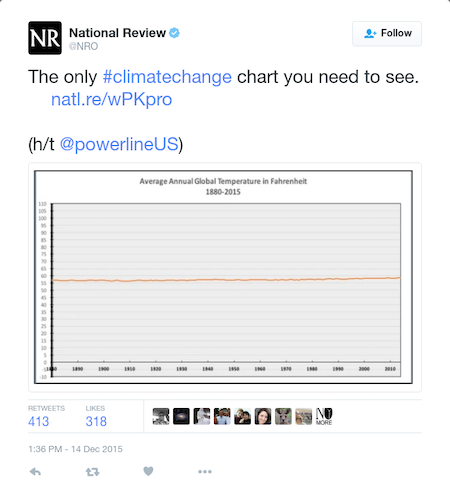 NR National Review
@NRO
Follow
The only #climatechange chart you need to see.
natl.re/wPKpro
(h/t @powerlineUS)
Average Annual Global Temperature in Fahrenheit
1880-2015
110
105
100
95
90
85
80
75
70
65
60
55
50
45
40
35
30
25
20
15
10
5
0
-10
1880 1890 1900 1910 1920 1930 1940 1950 1960 1970 1980 1990 2000 2010
RETWEETS LIKES
413 318
MORE
1:36 PM - 14 Dec 2015